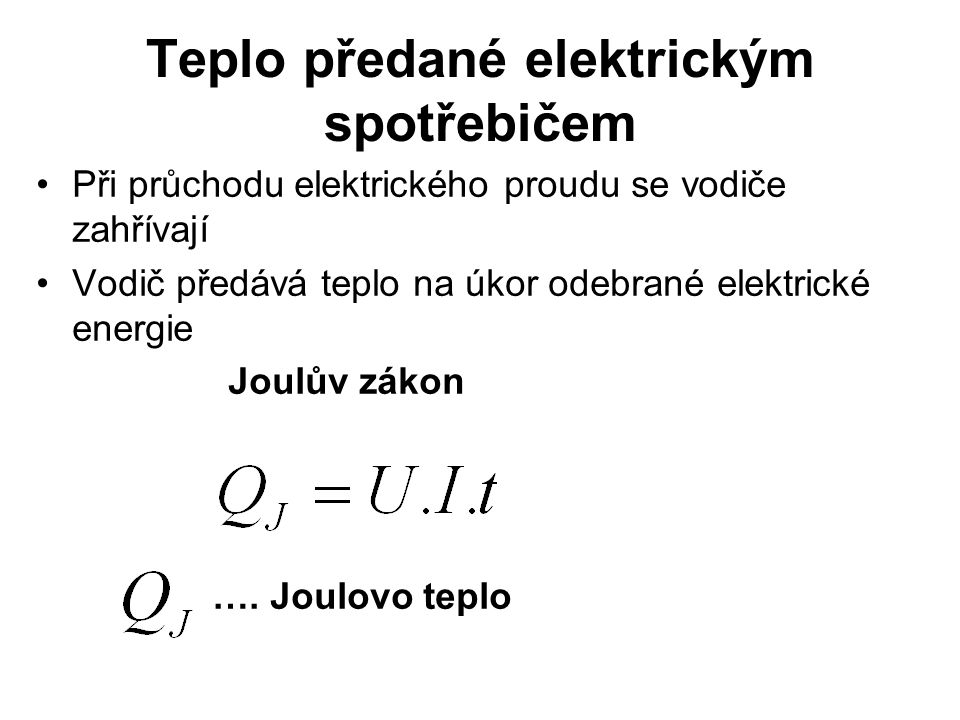 Teplo předané elektrickým
spotřebičem
• Při průchodu elektrického proudu se vodiče
zahřívají
• Vodič předává teplo na úkor odebrané elektrické
energie
Joulův zákon
Q_J = U.I.t
Q_J …. Joulovo teplo